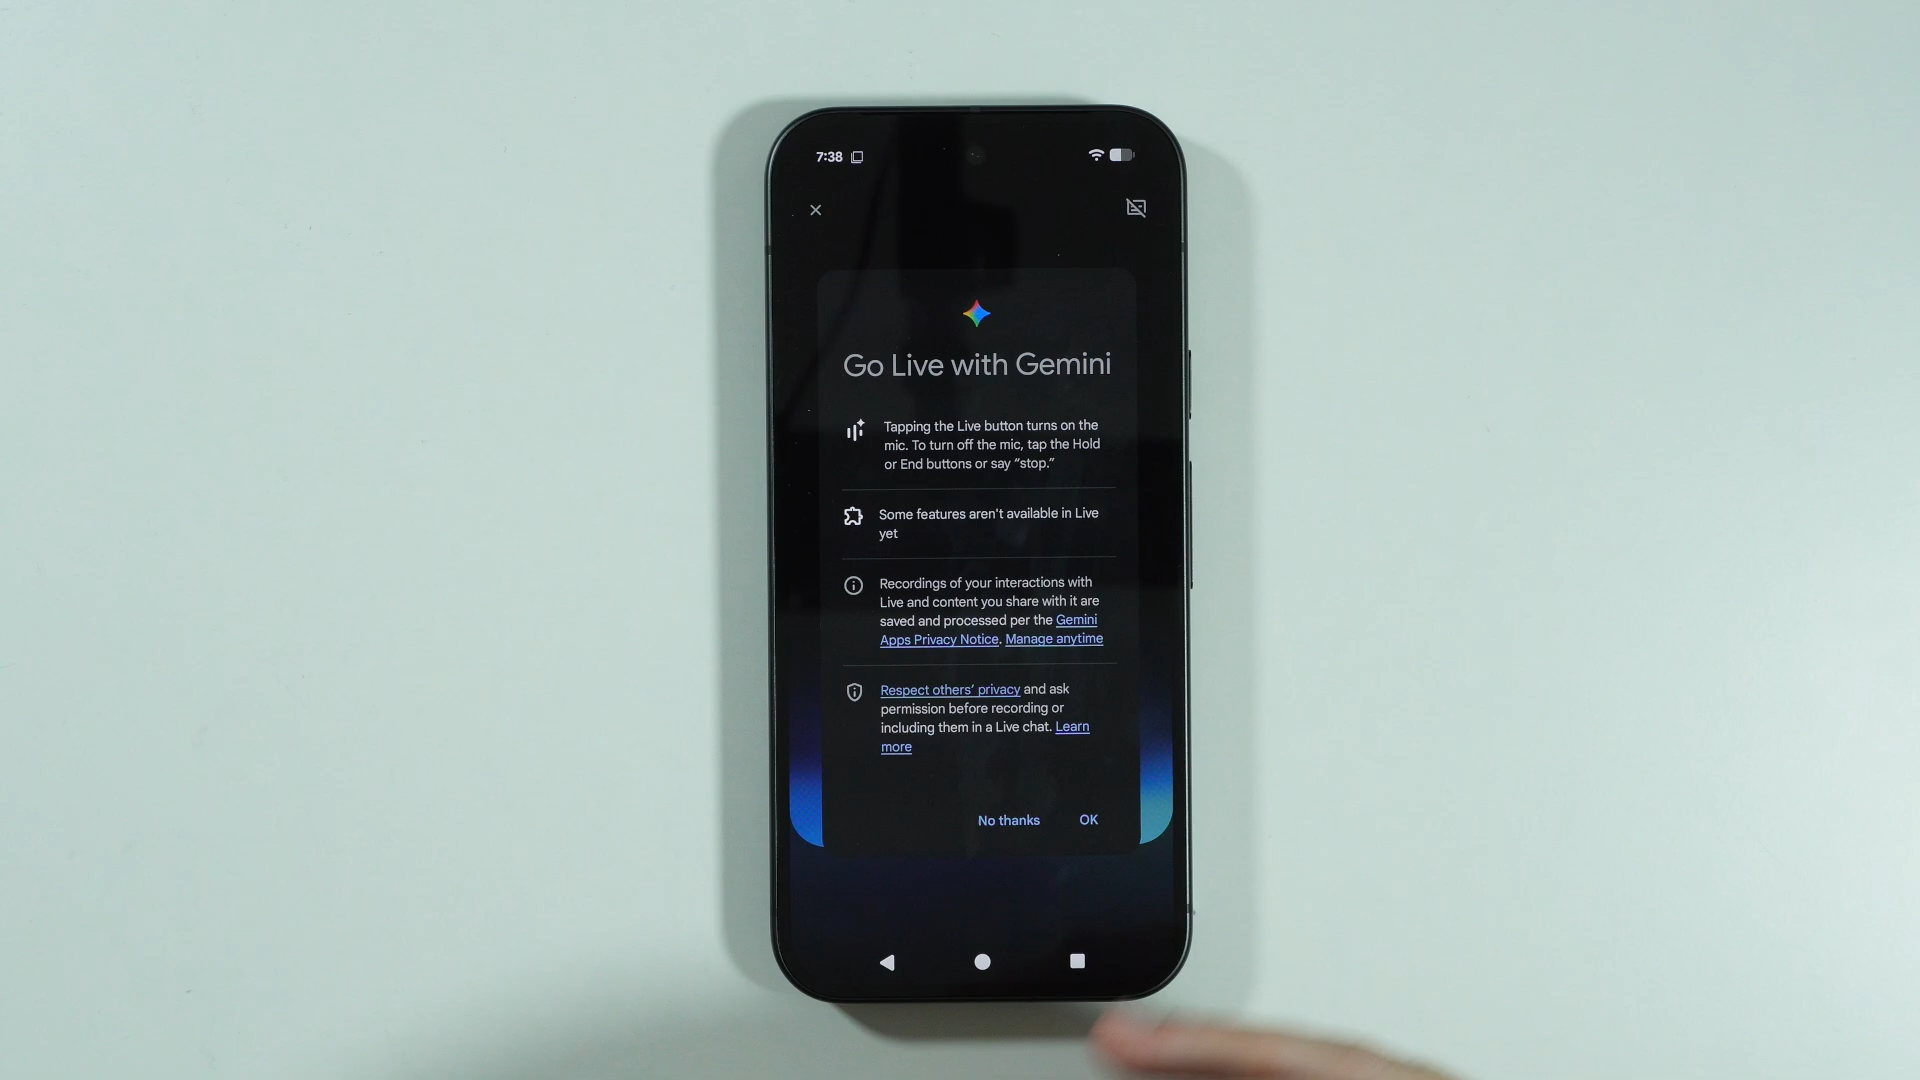 7:38
Go Live with Gemini
Tapping the Live button turns on the
mic. To turn off the mic, tap the Hold
or End buttons or say “stop.”
Some features aren't available in Live
yet
Recordings of your interactions with
Live and content you share with it are
saved and processed per the Gemini
Apps Privacy Notice. Manage anytime
Respect others’ privacy and ask
permission before recording or
including them in a Live chat. Learn
more
No thanks OK